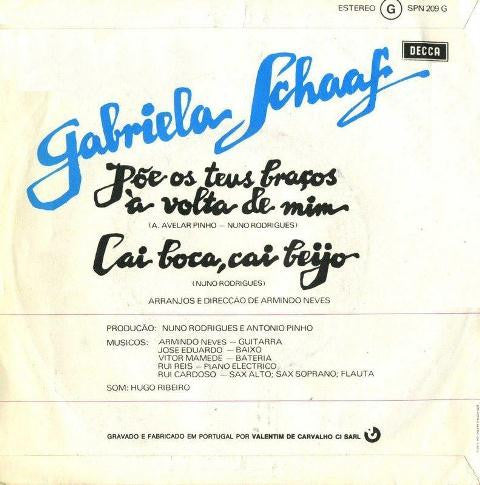 ESTEREO G SPN 209 G
DECCA
Gabriela Schaaf
Põe os teus braços
à volta de mim
(A. AVELAR PINHO — NUNO RODRIGUES)
Cai boca, cai beijo
(NUNO RODRIGUES)
ARRANJOS E DIRECÇÃO DE ARMINDO NEVES
PRODUCÃO: NUNO RODRIGUES E ANTONIO PINHO
MUSICOS: ARMINDO NEVES — GUITARRA
JOSE EDUARDO — BAIXO
VITOR MAMEDE — BATERIA
RUI REIS — PIANO ELECTRICO
RUI CARDOSO — SAX ALTO; SAX SOPRANO; FLAUTA
SOM: HUGO RIBEIRO
GRAVADO E FABRICADO EM PORTUGAL POR VALENTIM DE CARVALHO CI SARL